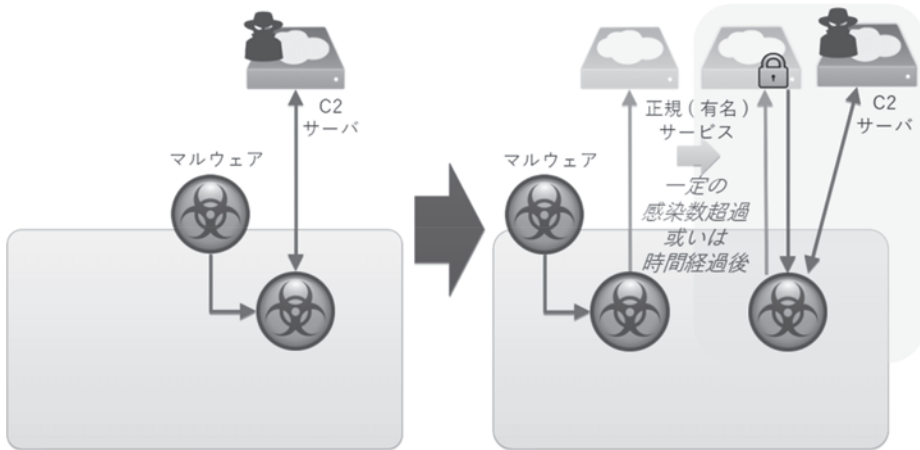 C2
サーバ
マルウェア
正規(有名)
サービス
C2
サーバ
マルウェア
一定の
感染数超過
或いは
時間経過後